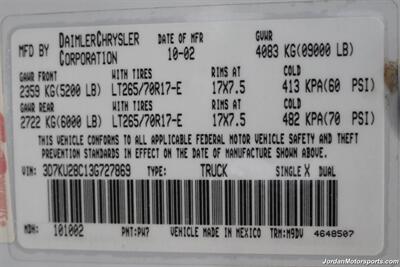 MFD BY DAIMLERCHRYSLER CORPORATION DATE OF MFR 10-02 GVWR 4083 KG(09000 LB)
GAWR FRONT WITH TIRES RIMS AT COLD
2359 KG(5200 LB) LT265/70R17-E 17X7.5 413 KPA(60 PSI)
GAWR REAR WITH TIRES RIMS AT COLD
2722 KG(6000 LB) LT265/70R17-E 17X7.5 482 KPA(70 PSI)
THIS VEHICLE CONFORMS TO ALL APPLICABLE FEDERAL MOTOR VEHICLE SAFETY AND THEFT
PREVENTION STANDARDS IN EFFECT ON THE DATE OF MANUFACTURE SHOWN ABOVE
VIN: 3D7KU28C13G727869 TYPE: TRUCK SINGLE X DUAL
MDH: 101002 PNT: PW7 VEHICLE MADE IN MEXICO TRM: M9DV 4648507
© JordanMotorsports.com